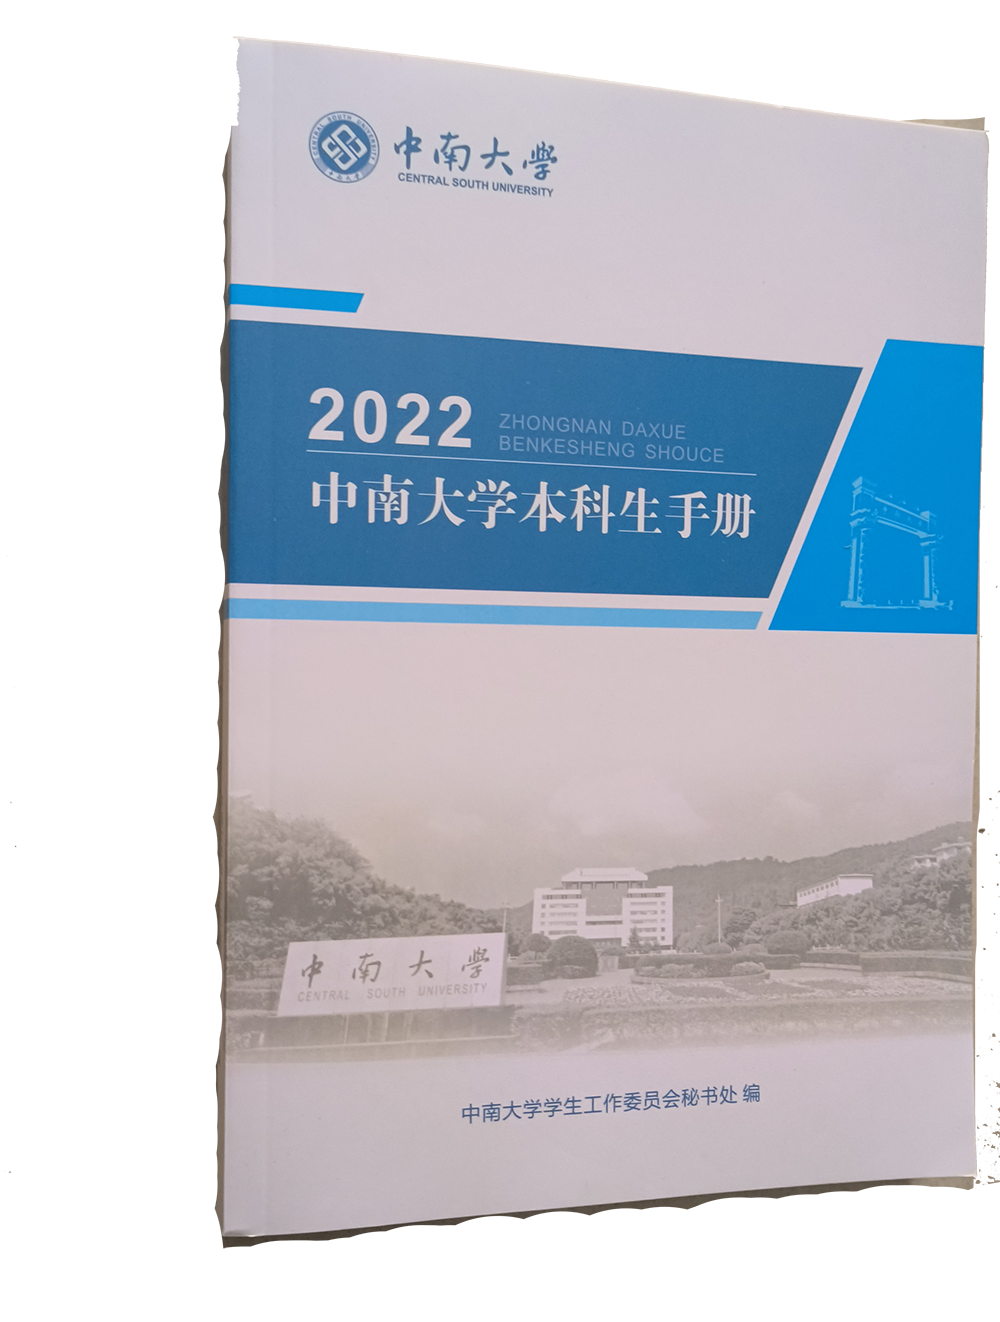 中南大学
CENTRAL SOUTH UNIVERSITY
2022
ZHONGNAN DAXUE
BENKESHENG SHOUCE
中南大学本科生手册
中南大学
CENTRAL SOUTH UNIVERSITY
中南大学学生工作委员会秘书处 编